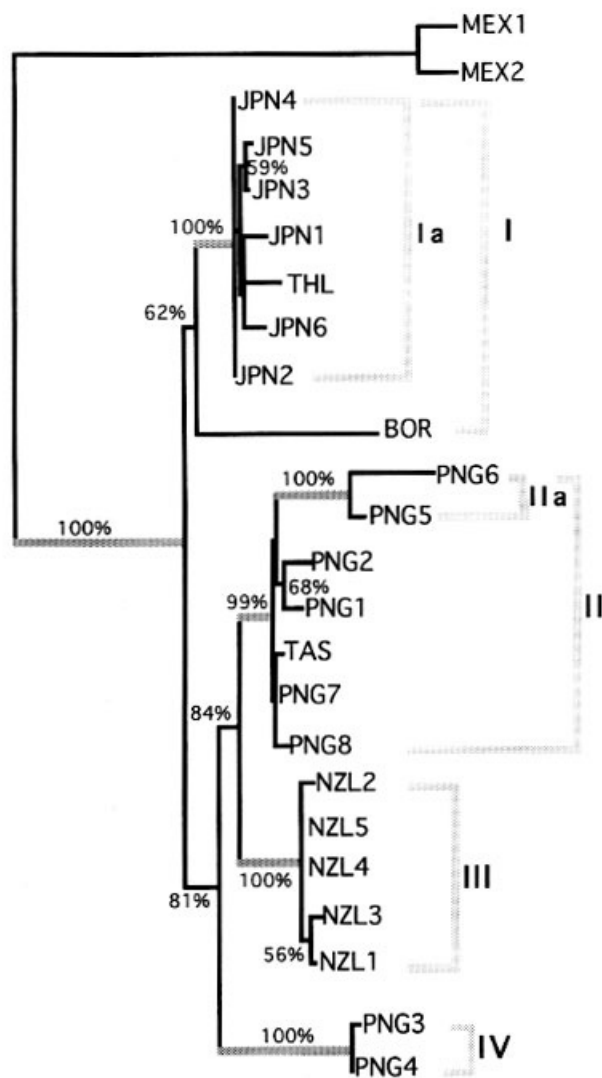 MEX1
MEX2
JPN4
JPN5
59%
JPN3
100%
JPN1
Ia
I
THL
62%
JPN6
JPN2
BOR
100%
PNG6
IIa
PNG5
100%
PNG2
68%
99%
PNG1
II
TAS
PNG7
84%
PNG8
NZL2
NZL5
NZL4
100%
III
81%
NZL3
56%
NZL1
100%
PNG3
IV
PNG4